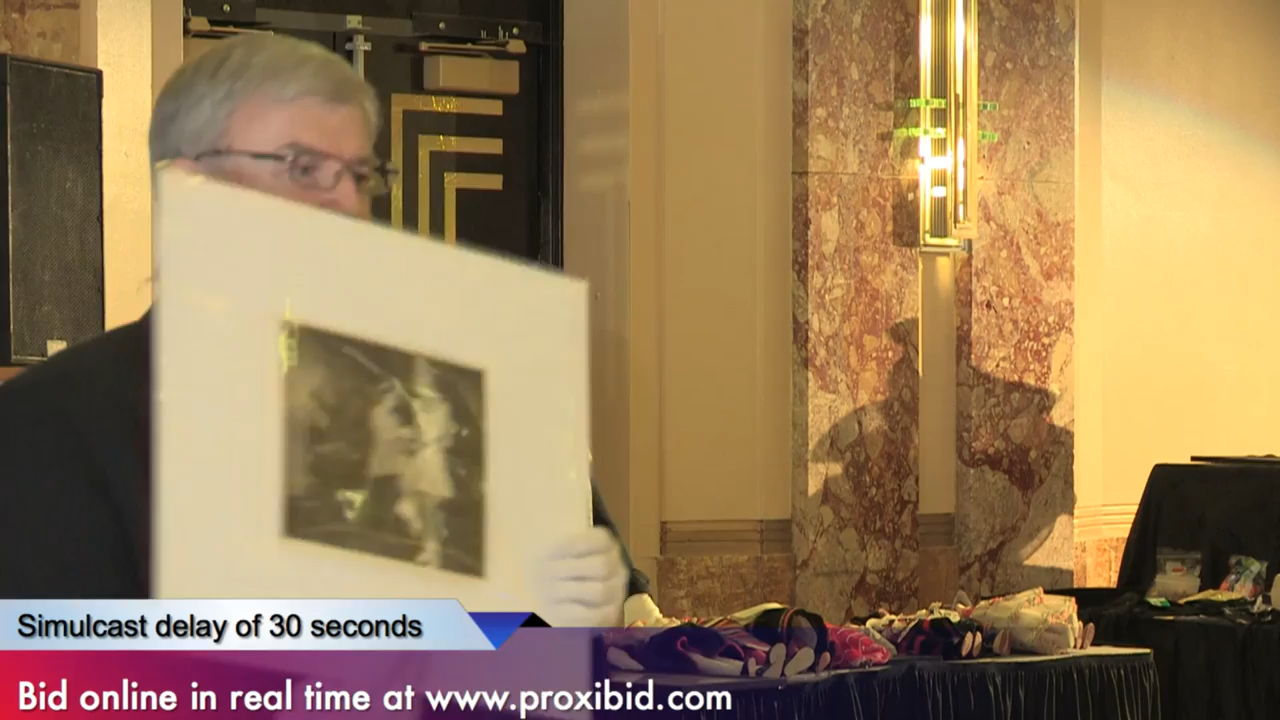 Simulcast delay of 30 seconds
Bid online in real time at www.proxibid.com